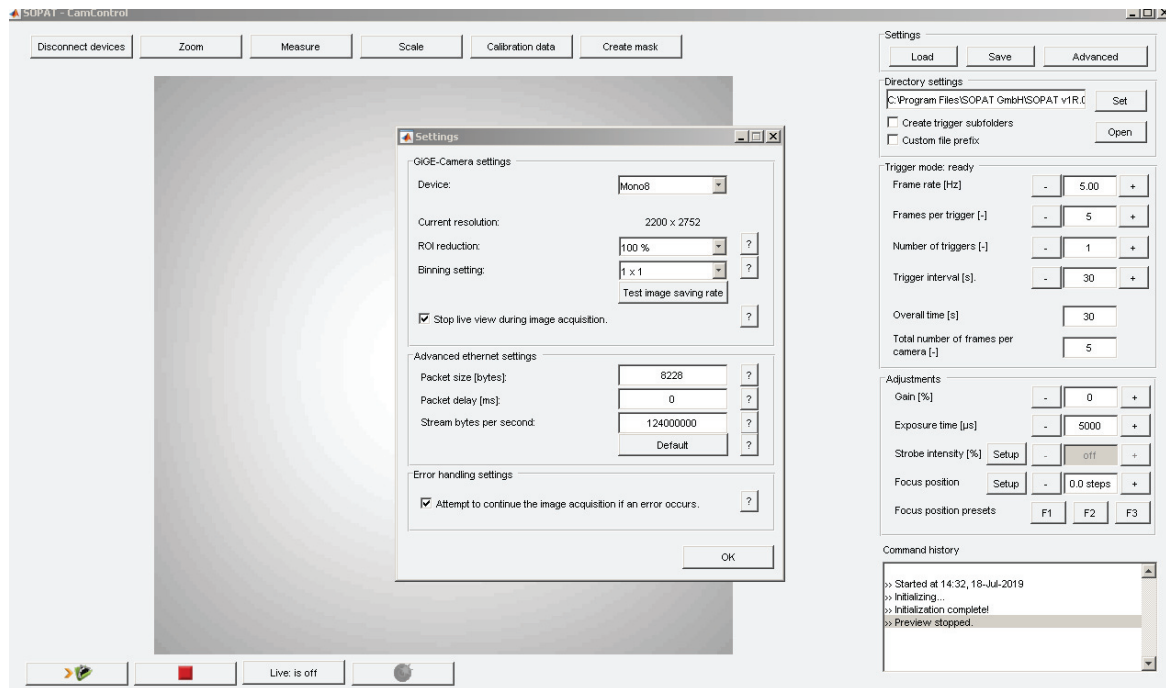 SOPAT - CamControl
Disconnect devices
Zoom
Measure
Scale
Calibration data
Create mask
Settings
GiGE-Camera settings
Device:
Mono8
Current resolution:
2200 x 2752
ROI reduction:
100 %
?
Binning setting:
1 x 1
?
Test image saving rate
Stop live view during image acquisition.
?
Advanced ethernet settings
Packet size [bytes]:
8228
?
Packet delay [ms]:
0
?
Stream bytes per second:
124000000
?
Default
?
Error handling settings
Attempt to continue the image acquisition if an error occurs.
?
OK
Live: is off
Settings
Load
Save
Advanced
Directory settings
C:\Program Files\SOPAT GmbH\SOPAT v1R.0
Set
Create trigger subfolders
Custom file prefix
Open
Trigger mode: ready
Frame rate [Hz]
-
5.00
+
Frames per trigger [-]
-
5
+
Number of triggers [-]
-
1
+
Trigger interval [s].
-
30
+
Overall time [s]
30
Total number of frames per
camera [-]
5
Adjustments
Gain [%]
-
0
+
Exposure time [µs]
-
5000
+
Strobe intensity [%]
Setup
-
off
+
Focus position
Setup
-
0.0 steps
+
Focus position presets
F1
F2
F3
Command history
>> Started at 14:32, 18-Jul-2019
>> Initializing...
>> Initialization complete!
>> Preview stopped.